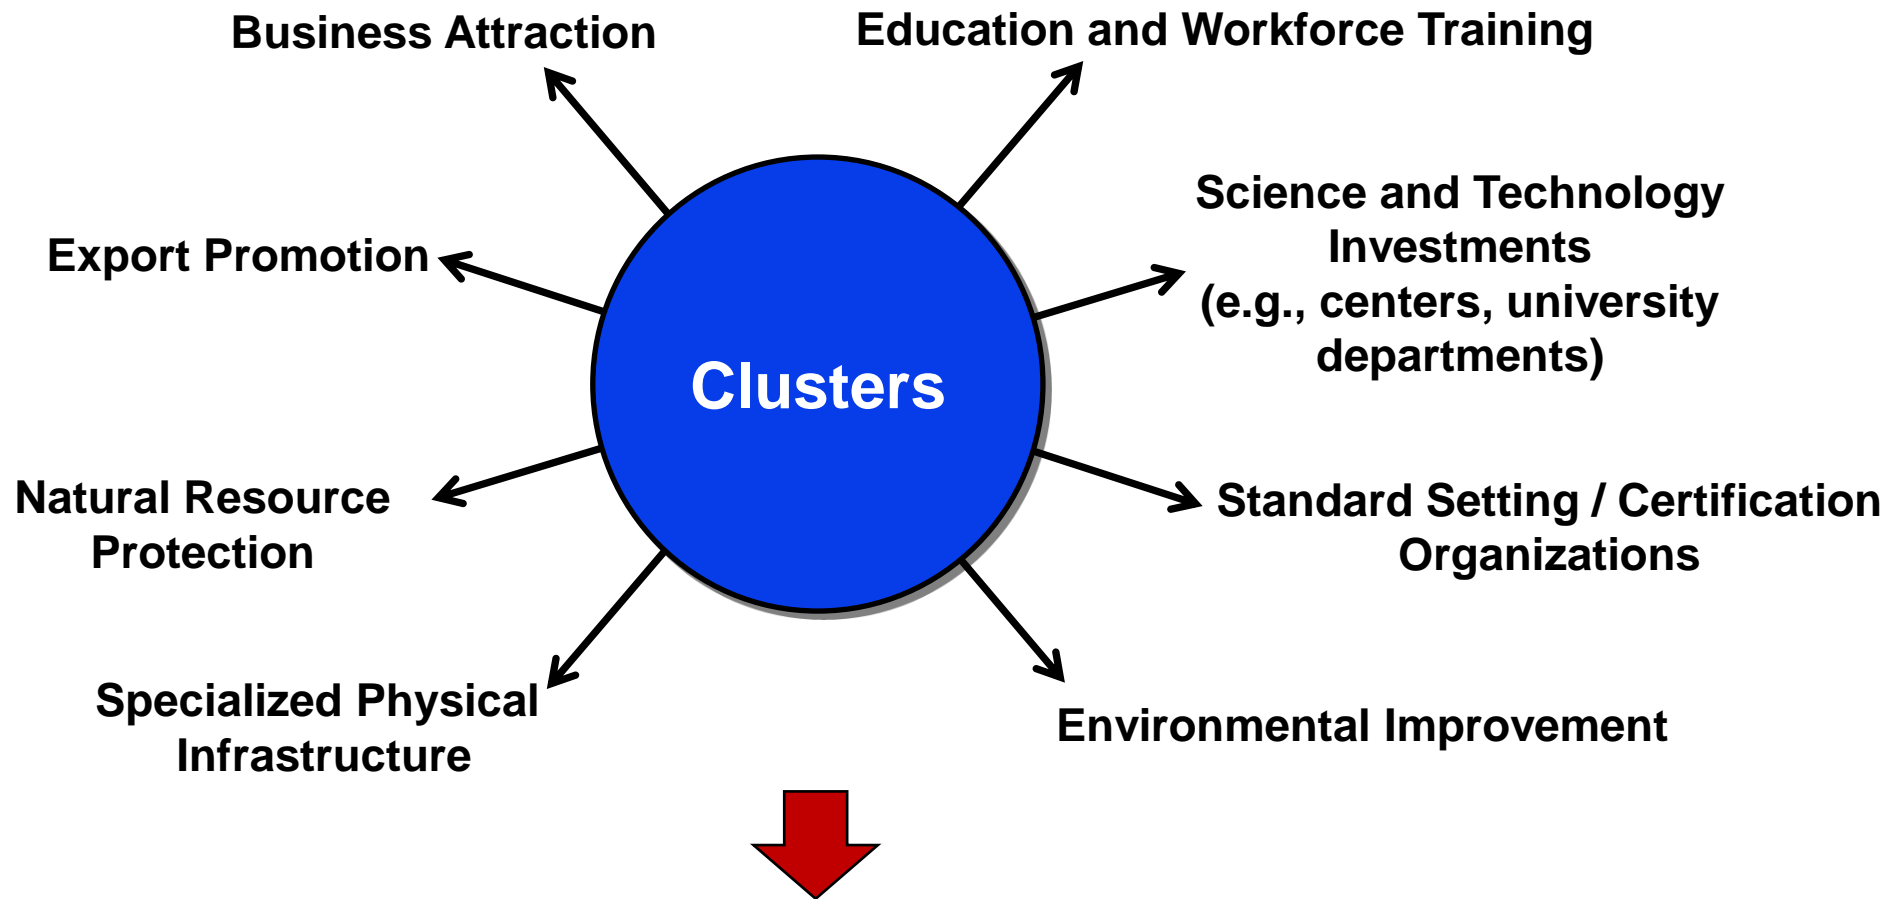 Business Attraction
Education and Workforce Training
Science and Technology
Investments
(e.g., centers, university
departments)
Export Promotion
Clusters
Natural Resource
Protection
Standard Setting / Certification
Organizations
Specialized Physical
Infrastructure
Environmental Improvement